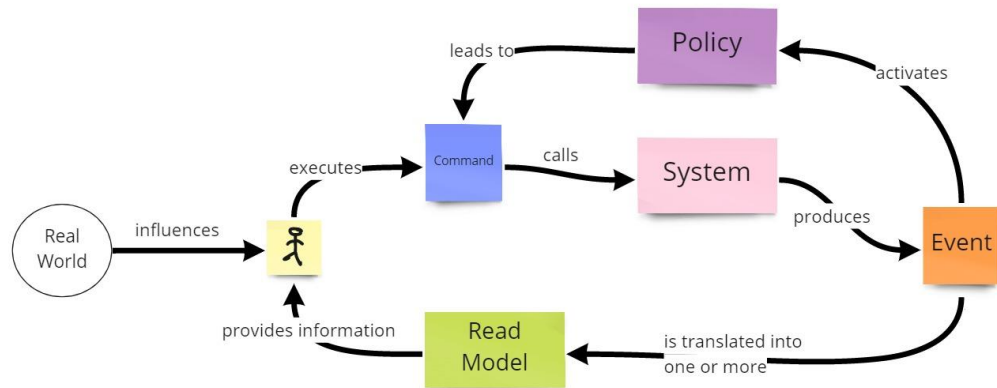 Policy
leads to
activates
Command
executes
calls
System
produces
Real
World
influences
Event
provides information
Read
Model
is translated into
one or more